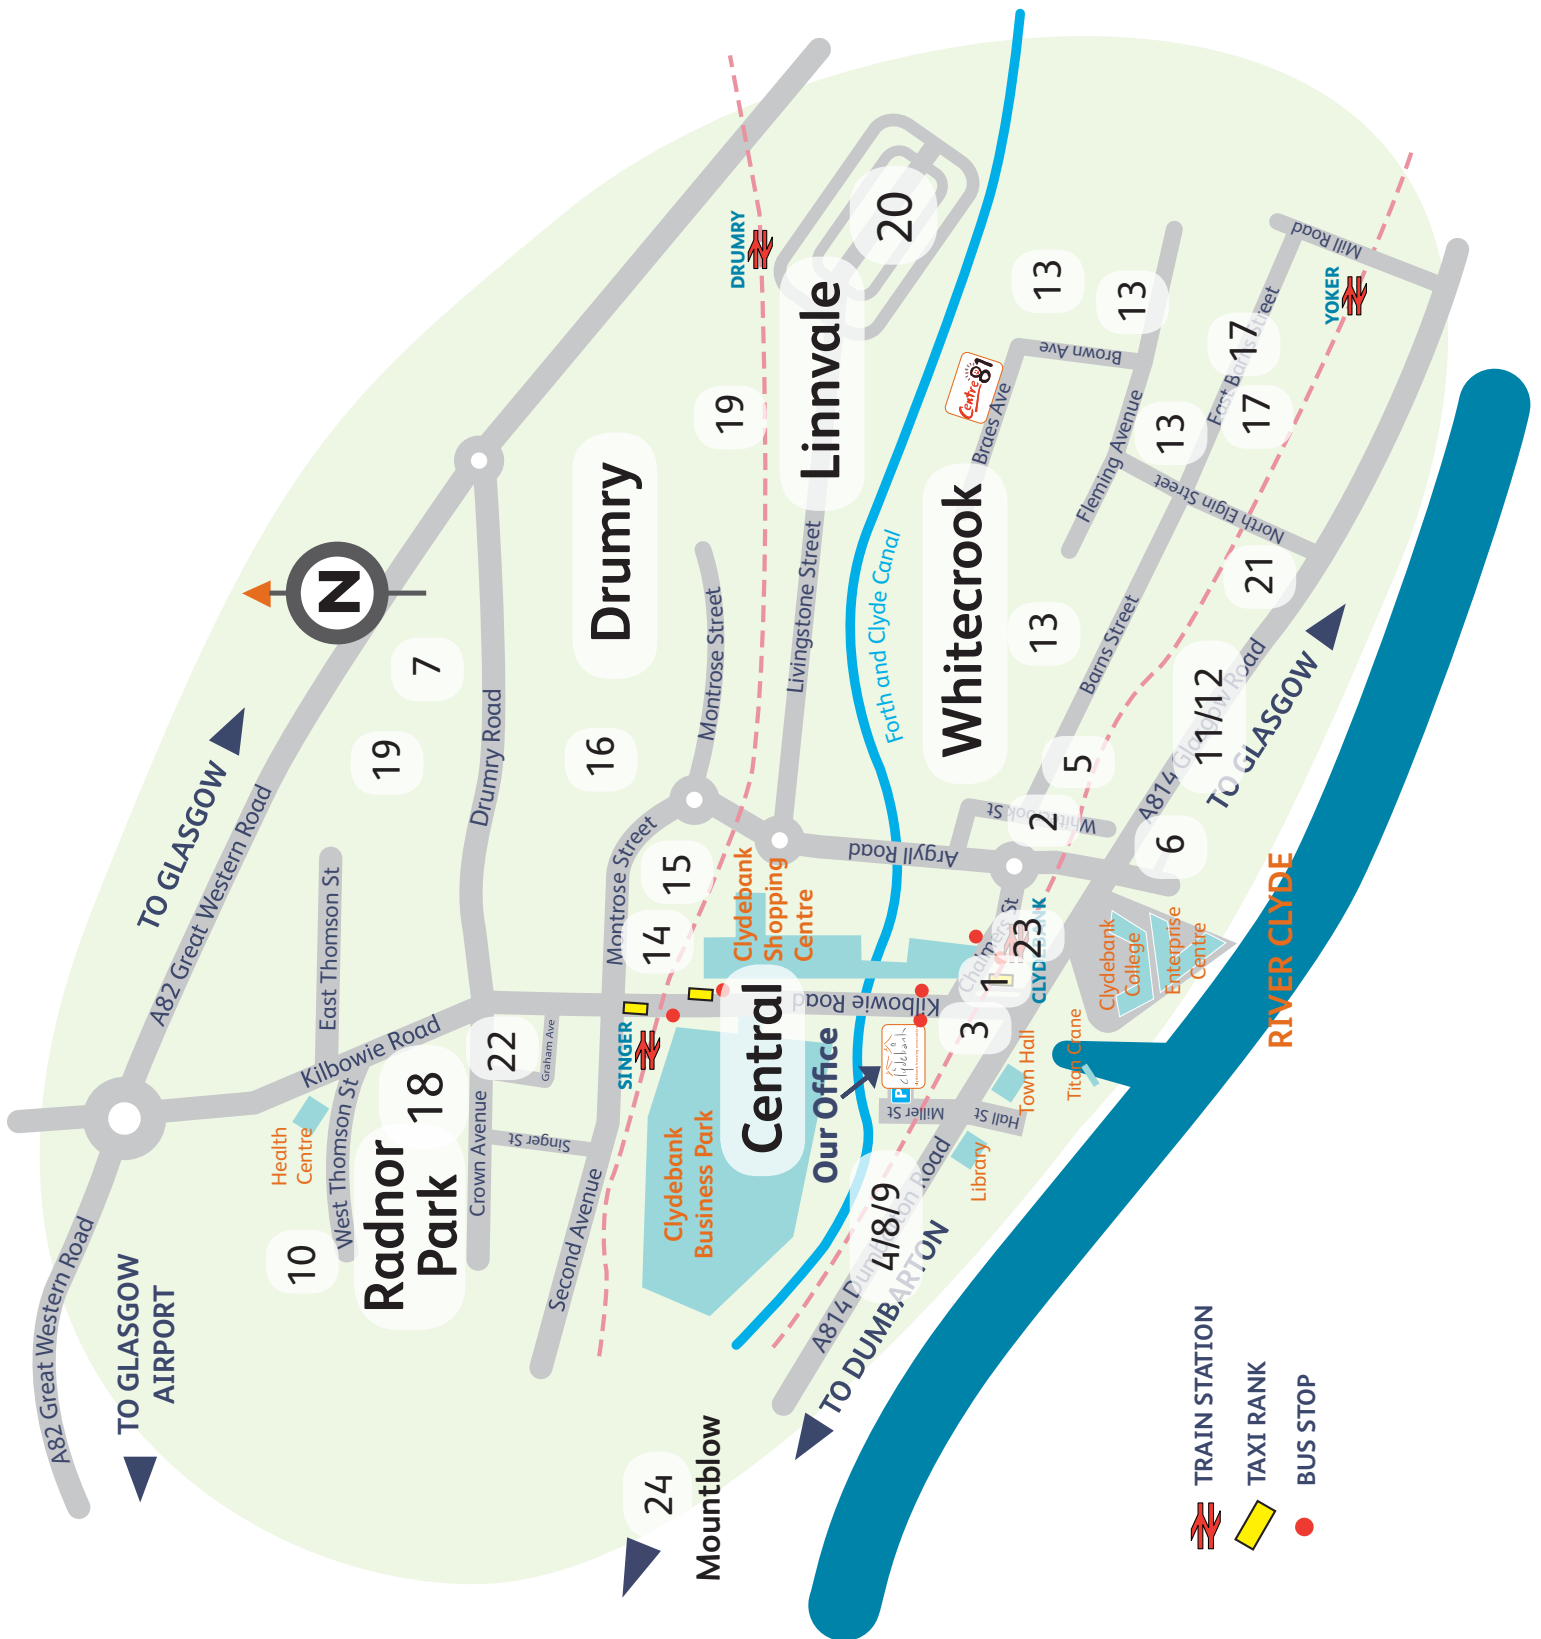 A82 Great Western Road
TO GLASGOW
AIRPORT
A82 Great Western Road
TO GLASGOW
N
East Thomson St
Kilbowie Road
Health
Centre
West Thomson St
10
Radnor
Park
18
22
Graham Ave
Crown Avenue
Singer St
Second Avenue
Drumry Road
19
7
16
Drumry
Montrose Street
Montrose Street
15
14
SINGER
19
DRUMRY
Linnvale
20
Livingstone Street
Clydebank
Shopping
Centre
Clydebank
Business Park
Central
Kilbowie Road
Our Office
clydebank
P
Forth and Clyde Canal
Argyll Road
Whitecrook
Centre81
Braes Ave
Brown Ave
13
13
13
13
Fleming Avenue
East Barns Street
17
17
Mill Road
YOKER
North Elgin Street
21
Barns Street
Whitecrook St
2
5
11/12
A814 Glasgow Road
TO GLASGOW
6
Chalmers St
CLYDEBANK
23
1
3
Clydebank
College
Enterprise
Centre
Titan Crane
Town Hall
Hall St
Miller St
Library
4/8/9
A814 Dumbarton Road
TO DUMBARTON
RIVER CLYDE
24
Mountblow
TRAIN STATION
TAXI RANK
BUS STOP